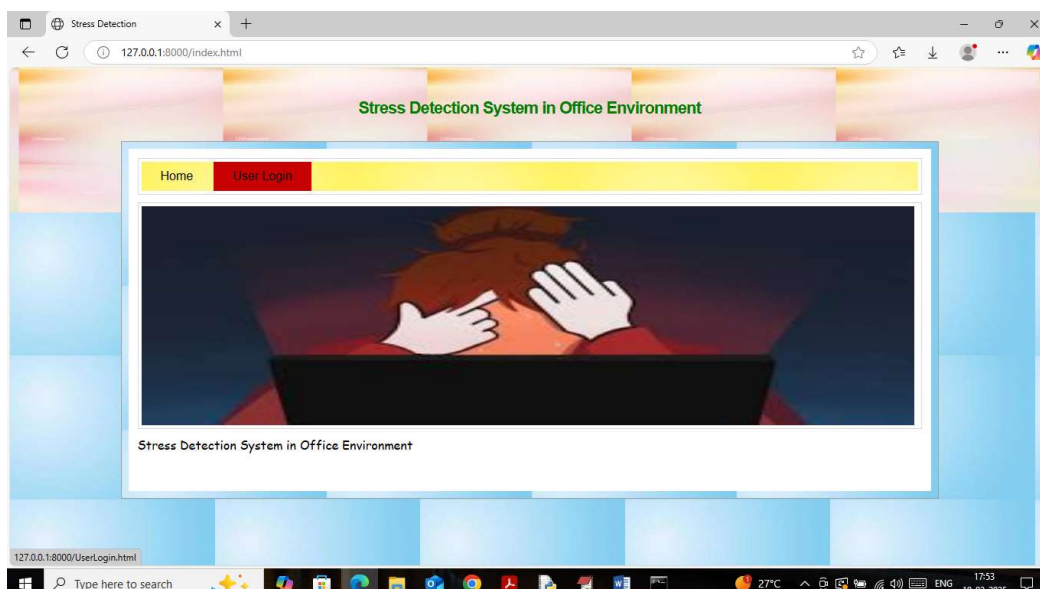 Stress Detection
127.0.0.1:8000/index.html
Stress Detection System in Office Environment
Home User Login
Stress Detection System in Office Environment
127.0.0.1:8000/UserLogin.html
Type here to search
27°C ENG 17:53